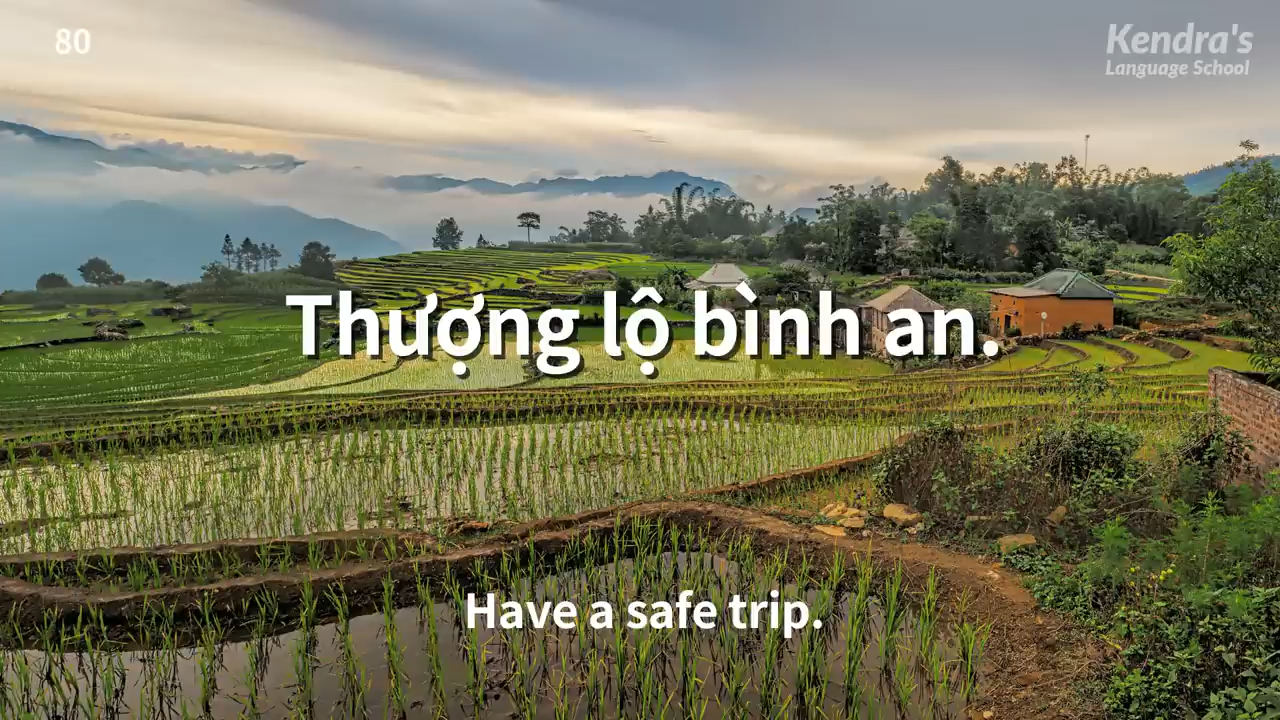 80
Kendra's
Language School
Thượng lộ bình an.
Have a safe trip.